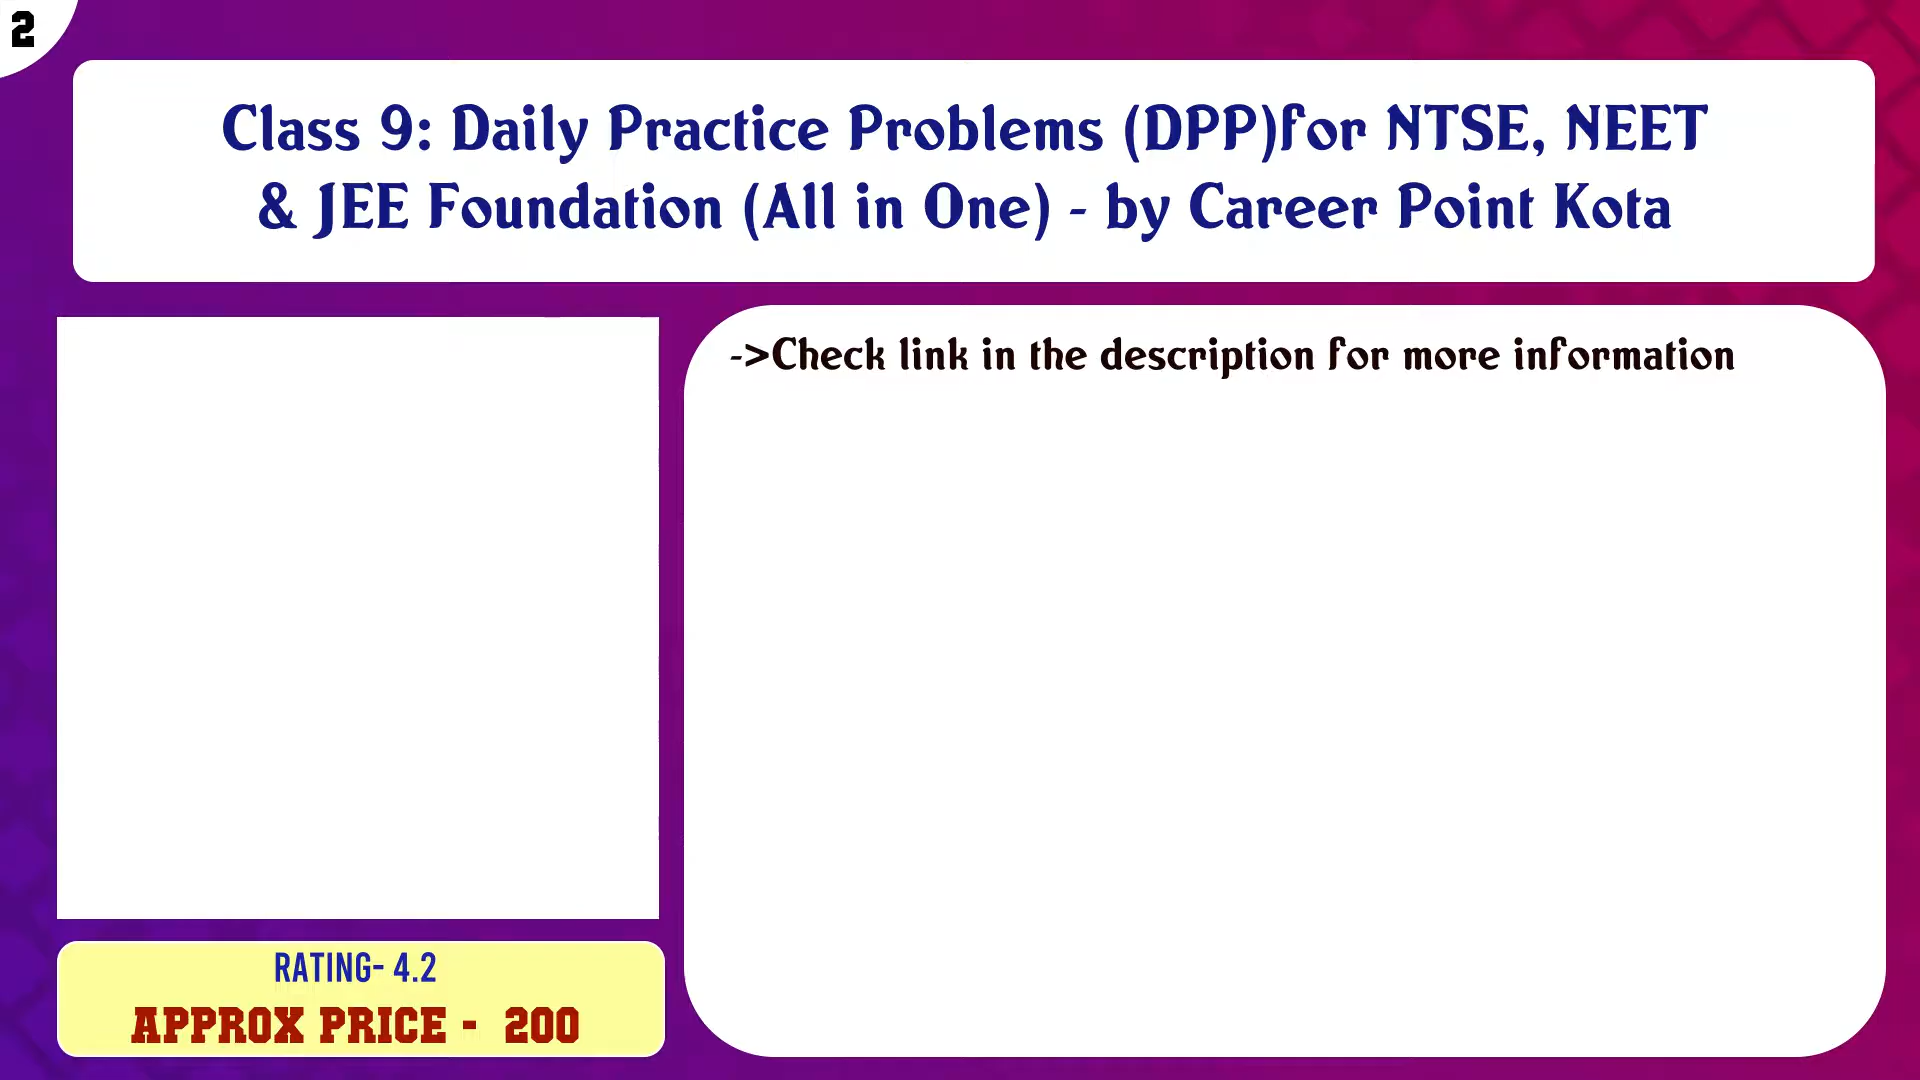 2
Class 9: Daily Practice Problems (DPP)for NTSE, NEET
& JEE Foundation (All in One) - by Career Point Kota
->Check link in the description for more information
RATING- 4.2
APPROX PRICE - 200